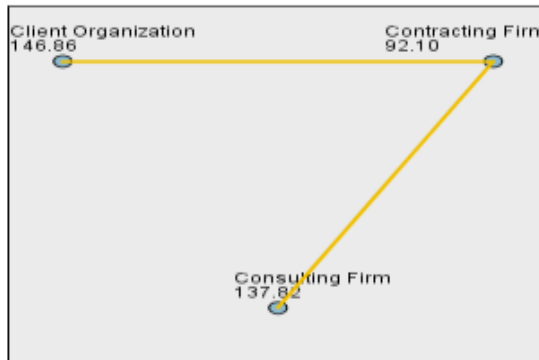 Client Organization
146.86
Contracting Firm
92.10
Consulting Firm
137.82